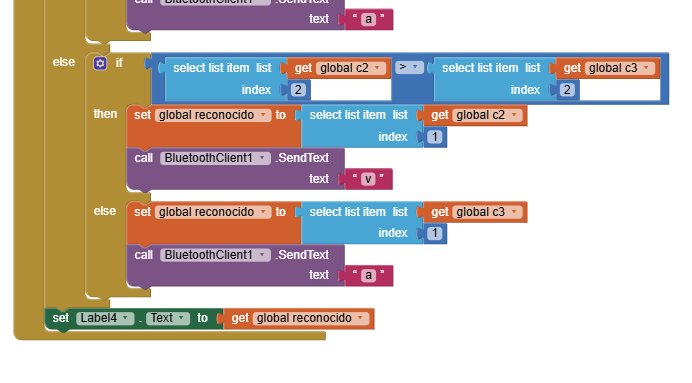 call BluetoothClient1 .SendText
text " a "
else if select list item list get global c2 > select list item list get global c3
index 2 index 2
then set global reconocido to select list item list get global c2
index 1
call BluetoothClient1 .SendText
text " v "
else set global reconocido to select list item list get global c3
index 1
call BluetoothClient1 .SendText
text " a "
set Label4 . Text to get global reconocido